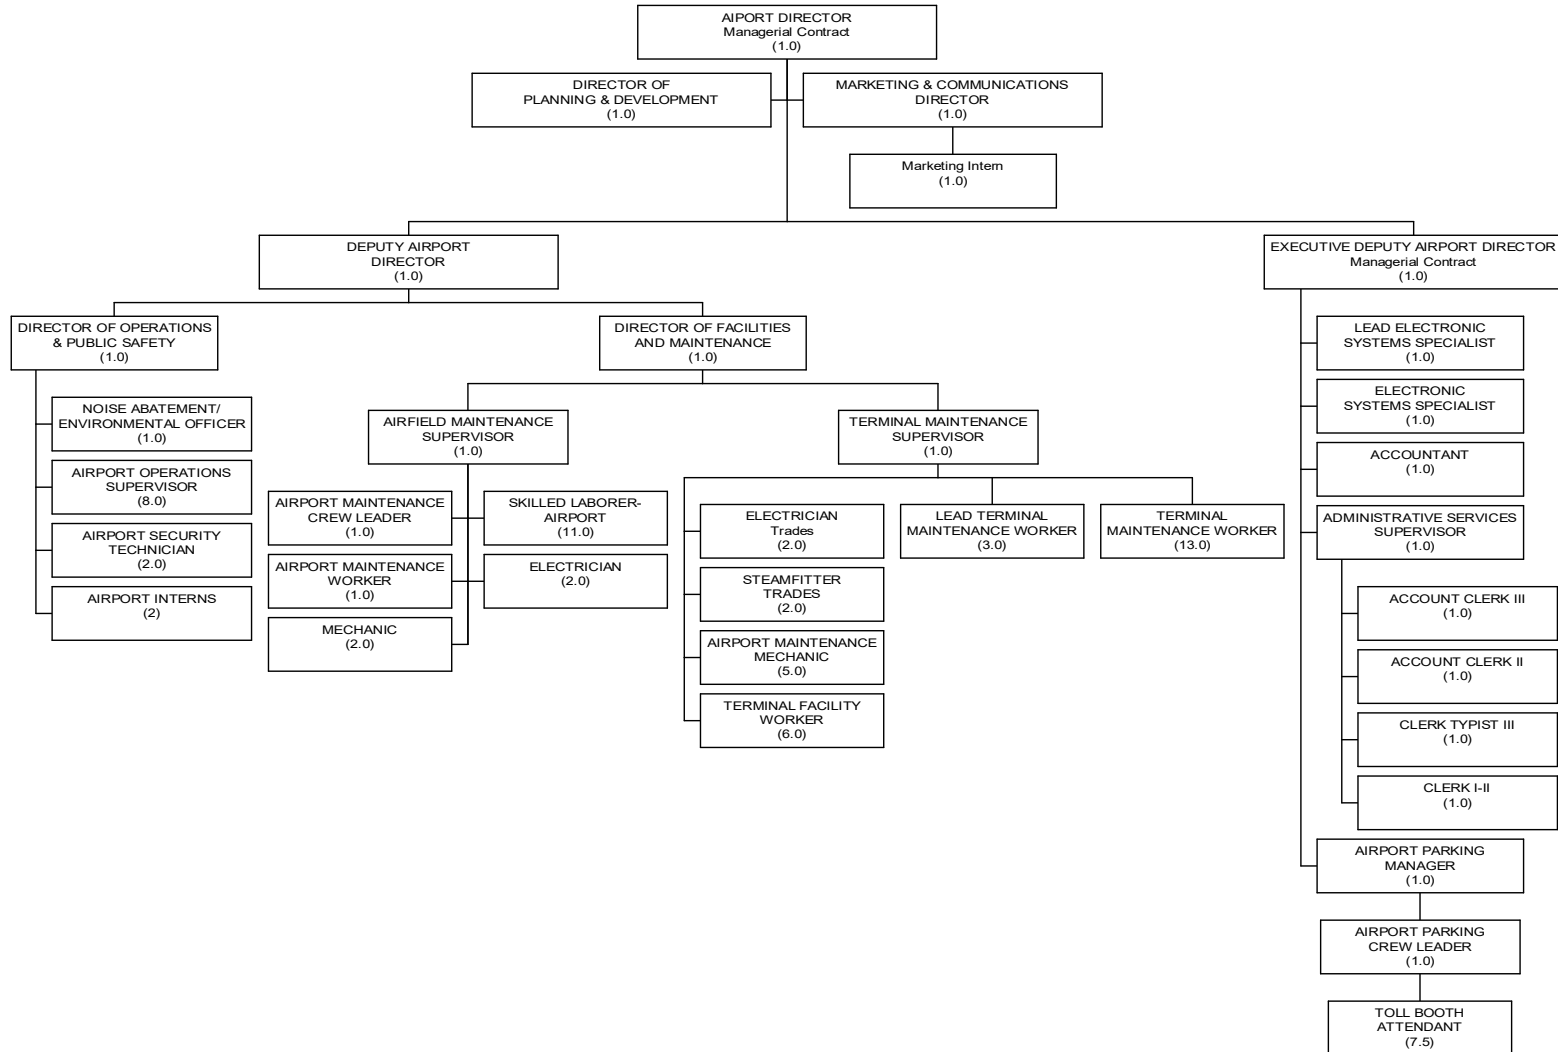 AIPORT DIRECTOR
Managerial Contract
(1.0)
DIRECTOR OF
PLANNING & DEVELOPMENT
(1.0)
MARKETING & COMMUNICATIONS
DIRECTOR
(1.0)
Marketing Intern
(1.0)
DEPUTY AIRPORT
DIRECTOR
(1.0)
EXECUTIVE DEPUTY AIRPORT DIRECTOR
Managerial Contract
(1.0)
DIRECTOR OF OPERATIONS
& PUBLIC SAFETY
(1.0)
NOISE ABATEMENT/
ENVIRONMENTAL OFFICER
(1.0)
AIRPORT OPERATIONS
SUPERVISOR
(8.0)
AIRPORT SECURITY
TECHNICIAN
(2.0)
AIRPORT INTERNS
(2)
DIRECTOR OF FACILITIES
AND MAINTENANCE
(1.0)
AIRFIELD MAINTENANCE
SUPERVISOR
(1.0)
AIRPORT MAINTENANCE
CREW LEADER
(1.0)
SKILLED LABORER-
AIRPORT
(11.0)
AIRPORT MAINTENANCE
WORKER
(1.0)
ELECTRICIAN
(2.0)
MECHANIC
(2.0)
TERMINAL MAINTENANCE
SUPERVISOR
(1.0)
ELECTRICIAN
Trades
(2.0)
STEAMFITTER
TRADES
(2.0)
AIRPORT MAINTENANCE
MECHANIC
(5.0)
TERMINAL FACILITY
WORKER
(6.0)
LEAD TERMINAL
MAINTENANCE WORKER
(3.0)
TERMINAL
MAINTENANCE WORKER
(13.0)
LEAD ELECTRONIC
SYSTEMS SPECIALIST
(1.0)
ELECTRONIC
SYSTEMS SPECIALIST
(1.0)
ACCOUNTANT
(1.0)
ADMINISTRATIVE SERVICES
SUPERVISOR
(1.0)
ACCOUNT CLERK III
(1.0)
ACCOUNT CLERK II
(1.0)
CLERK TYPIST III
(1.0)
CLERK I-II
(1.0)
AIRPORT PARKING
MANAGER
(1.0)
AIRPORT PARKING
CREW LEADER
(1.0)
TOLL BOOTH
ATTENDANT
(7.5)